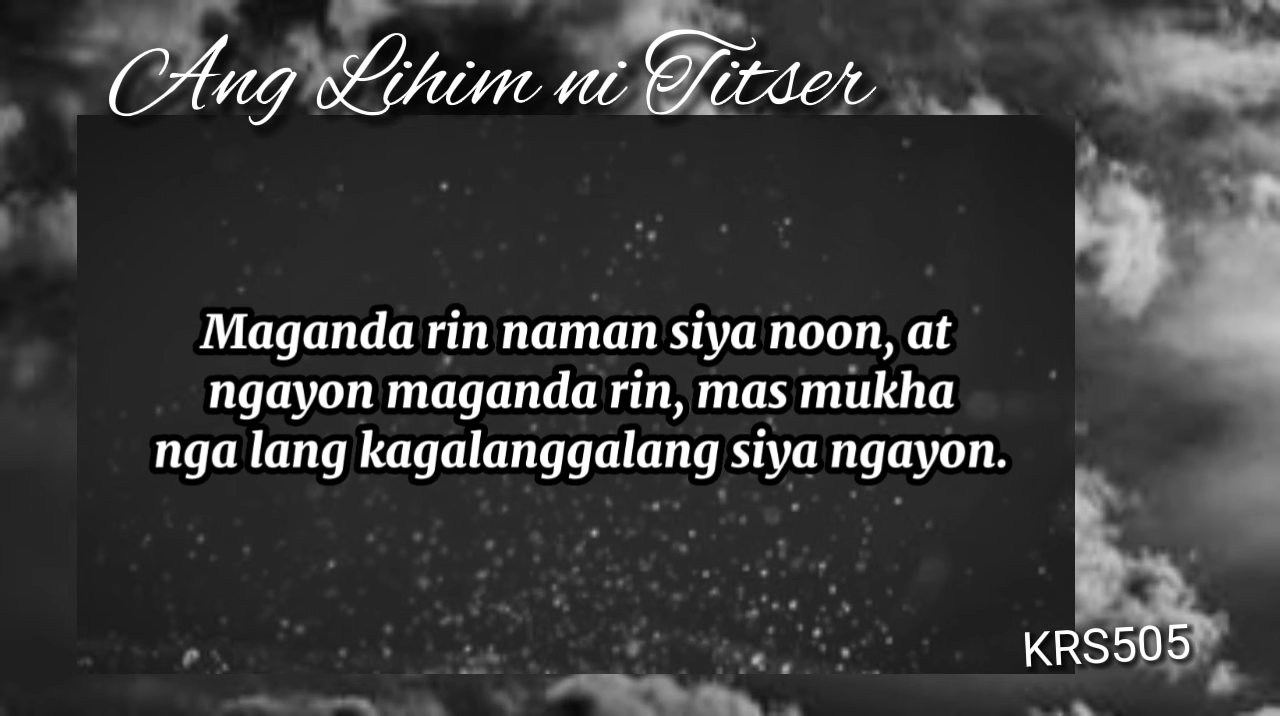 Ang Lihim ni Titser
Maganda rin naman siya noon, at
ngayon maganda rin, mas mukha
nga lang kagalanggalang siya ngayon.
KRS505